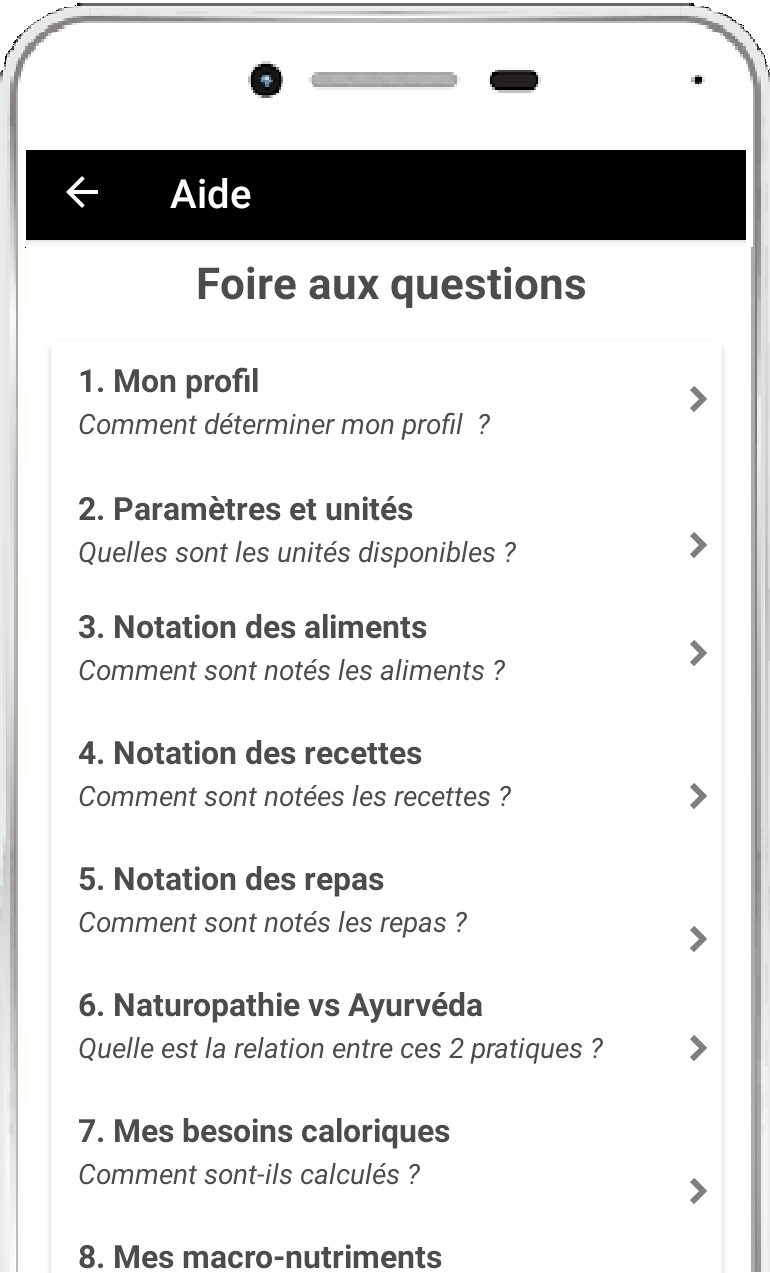 Aide
Foire aux questions
1. Mon profil
Comment déterminer mon profil  ?
2. Paramètres et unités
Quelles sont les unités disponibles ?
3. Notation des aliments
Comment sont notés les aliments ?
4. Notation des recettes
Comment sont notées les recettes ?
5. Notation des repas
Comment sont notés les repas ?
6. Naturopathie vs Ayurvéda
Quelle est la relation entre ces 2 pratiques ?
7. Mes besoins caloriques
Comment sont-ils calculés ?
8. Mes macro-nutriments